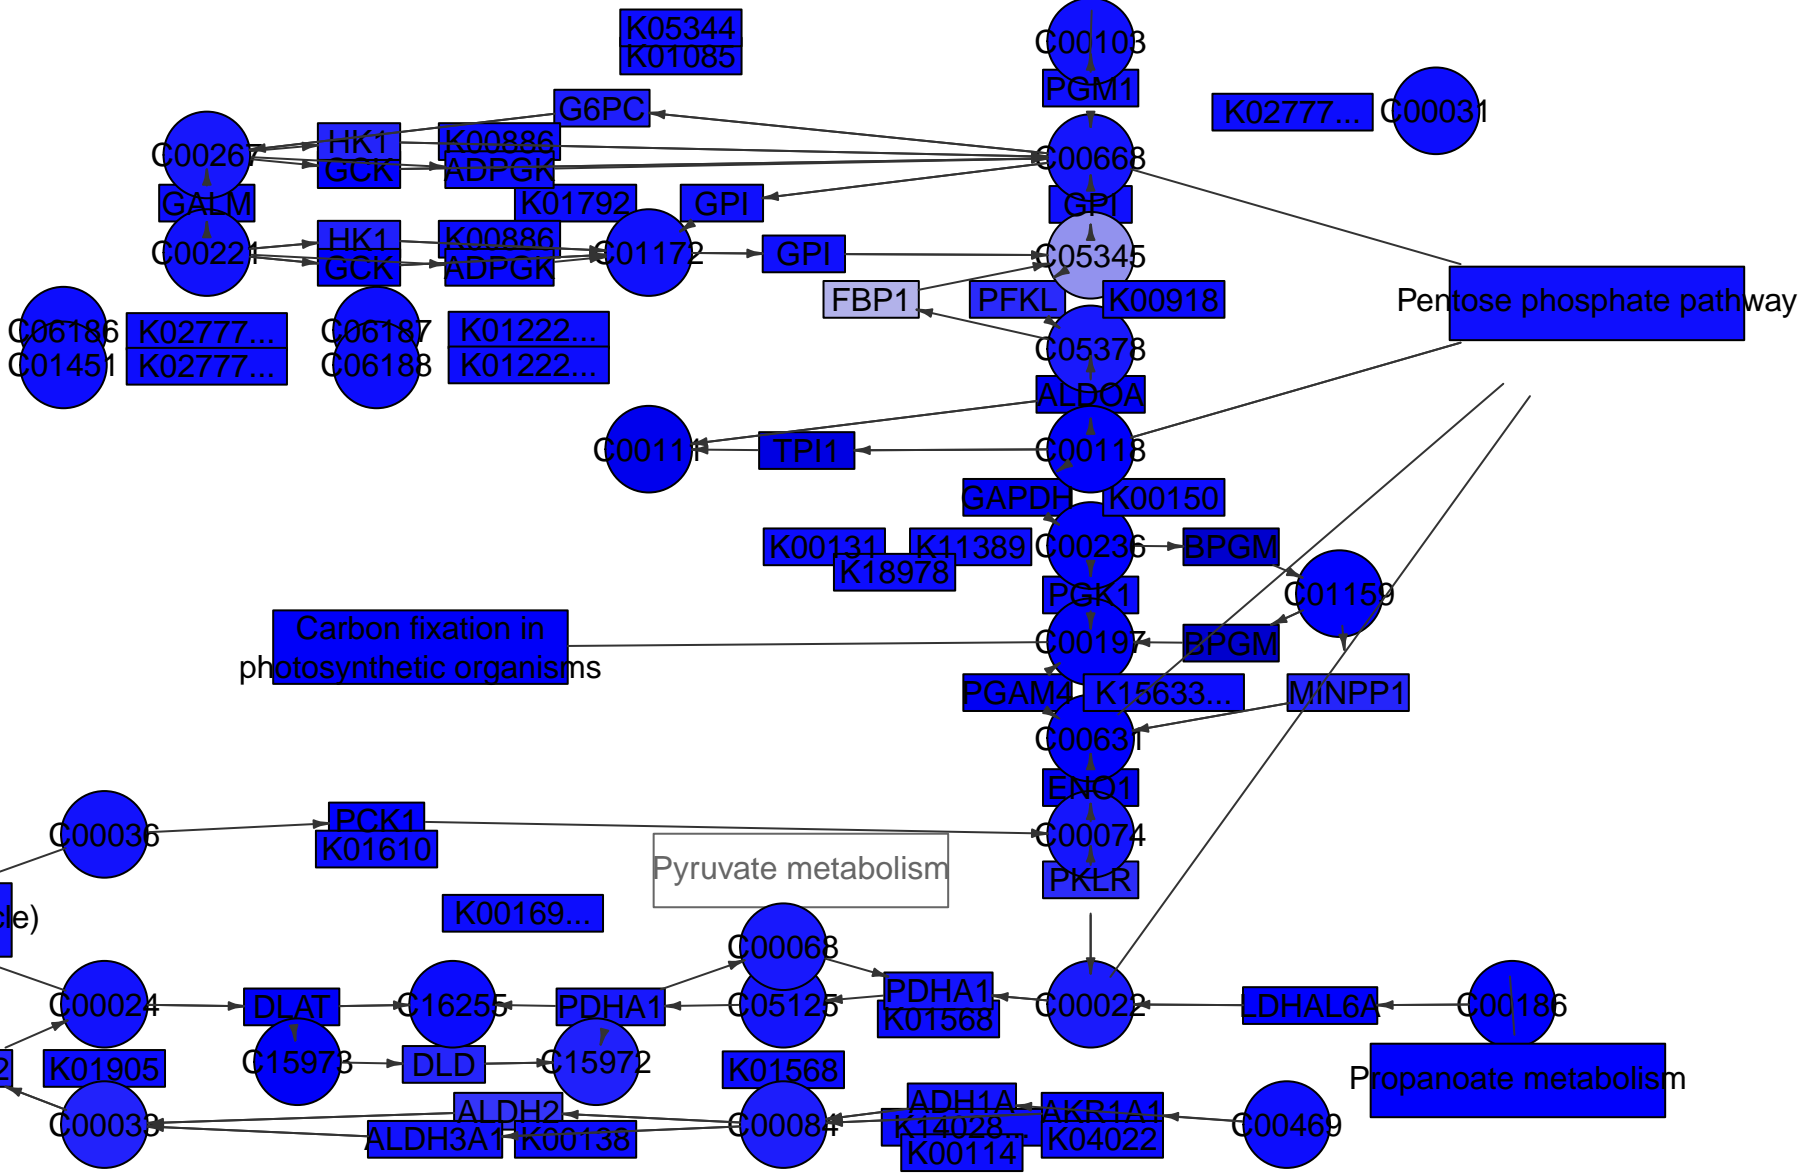 K05344
C00103
K01085
PGM1
K02777...
C00031
G6PC
C00267
HK1
K00886
C00668
GCK
ADPGK
GALM
K01792
GPI
GPI
C00221
HK1
K00886
C01172
GPI
C05345
GCK
ADPGK
FBP1
PFKL
K00918
Pentose phosphate pathway
C06186
K02777...
C06187
K01222...
C01451
K02777...
C06188
K01222...
C05378
ALDOA
C00111
TPI1
C00118
GAPDH
K00150
K00131
K11389
C00236
BPGM
K18978
PGK1
C01159
Carbon fixation in
photosynthetic organisms
C00197
BPGM
PGAM4
K15633...
MINPP1
C00631
ENO1
C00036
PCK1
K01610
C00074
Pyruvate metabolism
PKLR
cle)
K00169...
C00068
C00024
DLAT
C16255
PDHA1
C05125
PDHA1
K01568
C00022
LDHAL6A
C00186
2
K01905
C15973
DLD
C15972
K01568
Propanoate metabolism
C00033
ALDH2
ALDH3A1
K00138
C00084
ADH1A
K14028...
K00114
AKR1A1
K04022
C00469